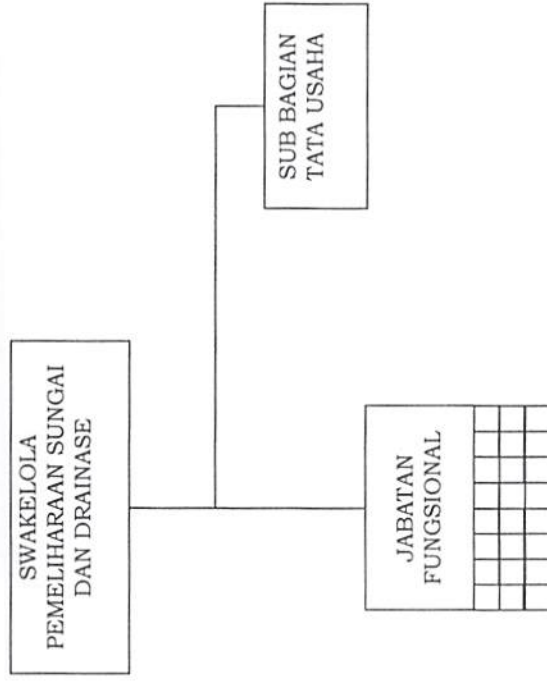 SWAKELOLA
PEMELIHARAAN SUNGAI
DAN DRAINASE
SUB BAGIAN
TATA USAHA
JABATAN
FUNGSIONAL